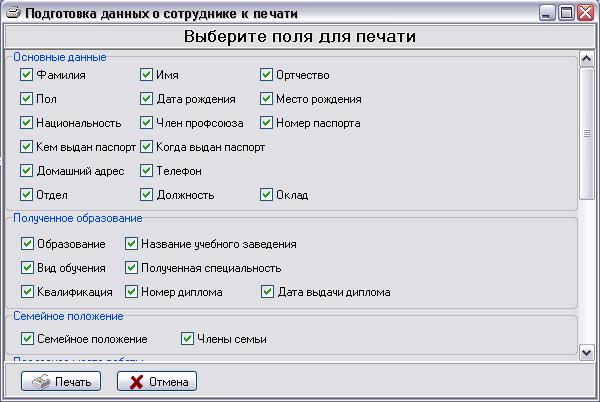 Подготовка данных о сотруднике к печати
Выберите поля для печати
Основные данные
Фамилия Имя Ортчество
Пол Дата рождения Место рождения
Национальность Член профсоюза Номер паспорта
Кем выдан паспорт Когда выдан паспорт
Домашний адрес Телефон
Отдел Должность Оклад
Полученное образование
Образование Название учебного заведения
Вид обучения Полученная специальность
Квалификация Номер диплома Дата выдачи диплома
Семейное положение
Семейное положение Члены семьи
Печать Отмена